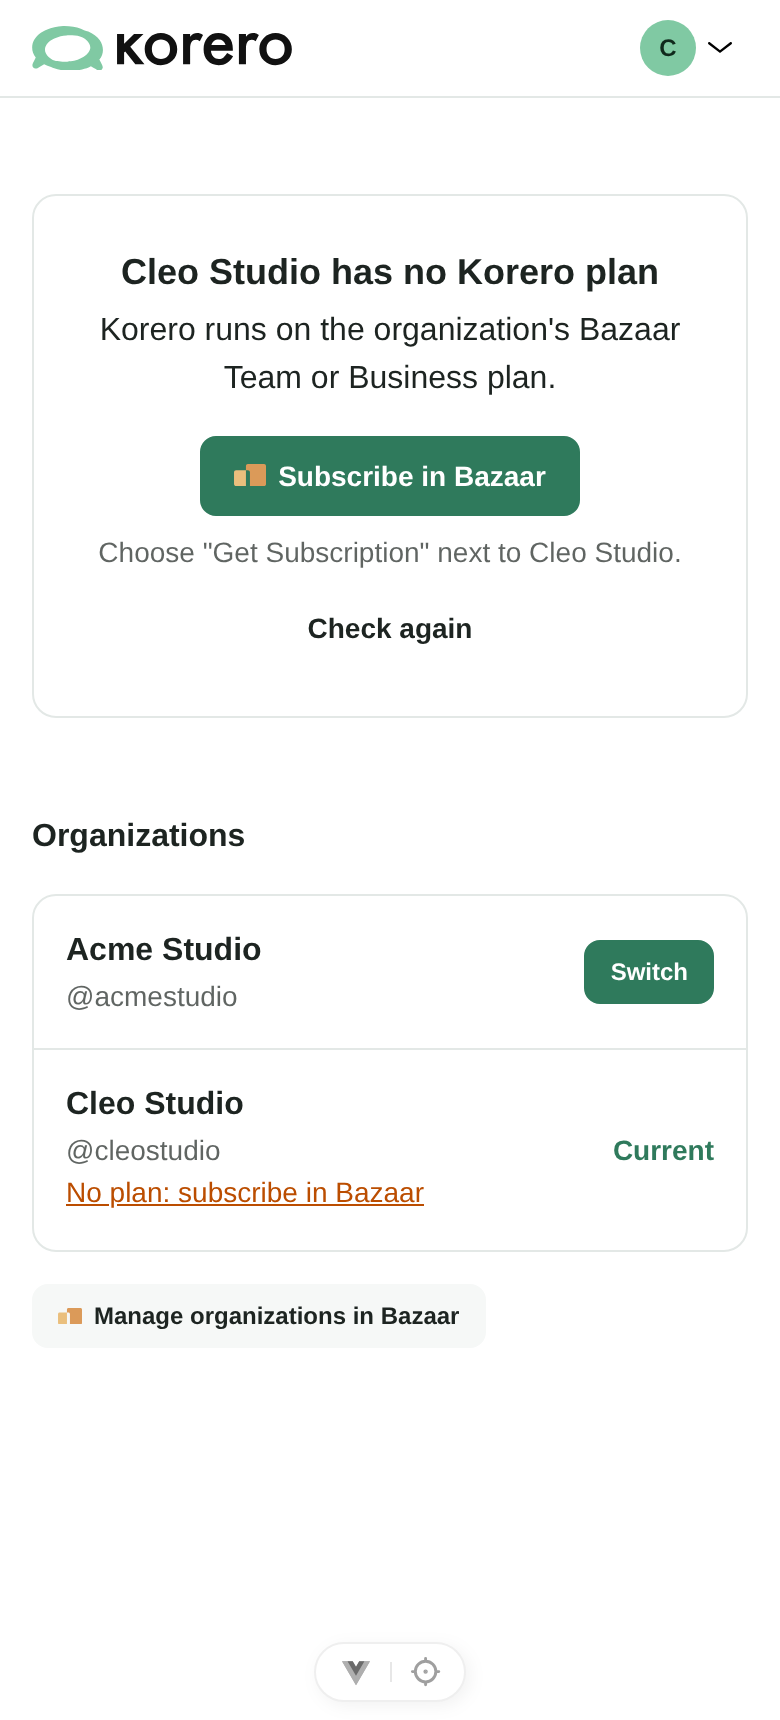 Korero
C
Cleo Studio has no Korero plan
Korero runs on the organization's Bazaar
Team or Business plan.
Subscribe in Bazaar
Choose "Get Subscription" next to Cleo Studio.
Check again
Organizations
Acme Studio
@acmestudio
Switch
Cleo Studio
@cleostudio
Current
No plan: subscribe in Bazaar
Manage organizations in Bazaar